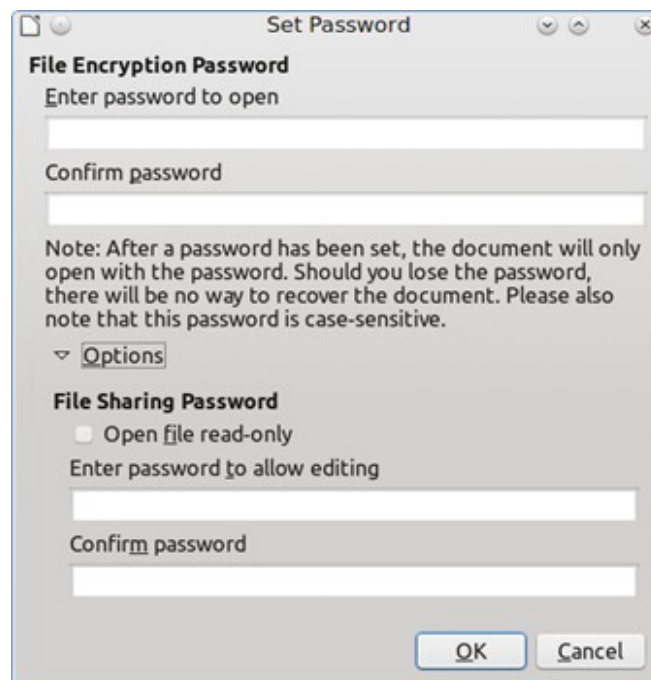 Set Password
File Encryption Password
Enter password to open
Confirm password
Note: After a password has been set, the document will only
open with the password. Should you lose the password,
there will be no way to recover the document. Please also
note that this password is case-sensitive.
Options
File Sharing Password
Open file read-only
Enter password to allow editing
Confirm password
OK Cancel